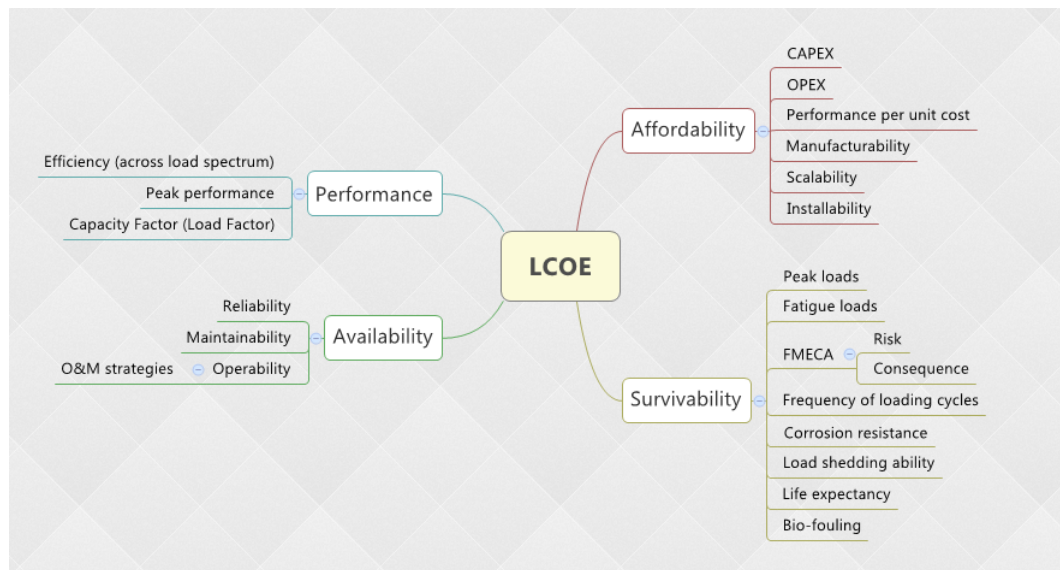 LCOE
Affordability
CAPEX
OPEX
Performance per unit cost
Manufacturability
Scalability
Installability
Performance
Efficiency (across load spectrum)
Peak performance
Capacity Factor (Load Factor)
Availability
Reliability
Maintainability
Operability
O&M strategies
Survivability
Peak loads
Fatigue loads
FMECA
Risk
Consequence
Frequency of loading cycles
Corrosion resistance
Load shedding ability
Life expectancy
Bio-fouling